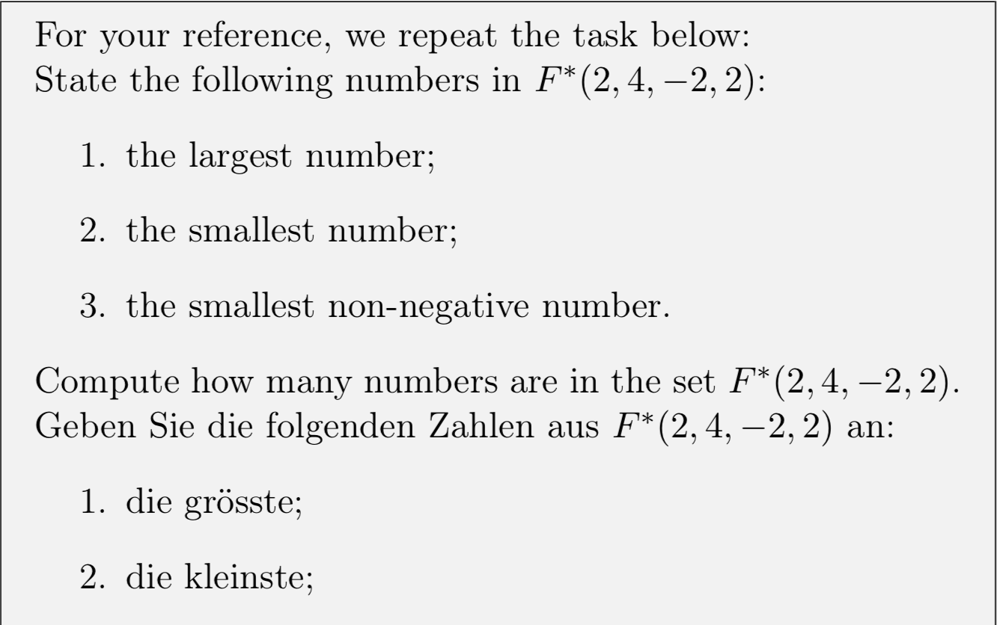 For your reference, we repeat the task below:
State the following numbers in F*(2, 4, −2, 2):
1. the largest number;
2. the smallest number;
3. the smallest non-negative number.
Compute how many numbers are in the set F*(2, 4, −2, 2).
Geben Sie die folgenden Zahlen aus F*(2, 4, −2, 2) an:
1. die grösste;
2. die kleinste;